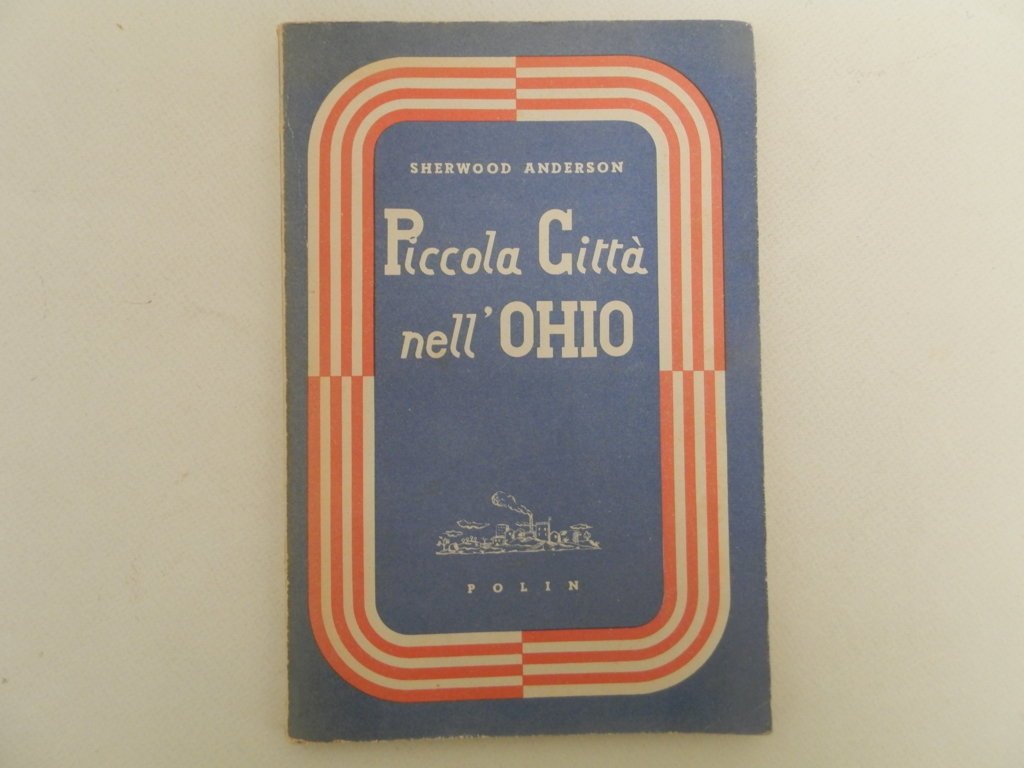 SHERWOOD ANDERSON
Piccola Città
nell'OHIO
POLIN